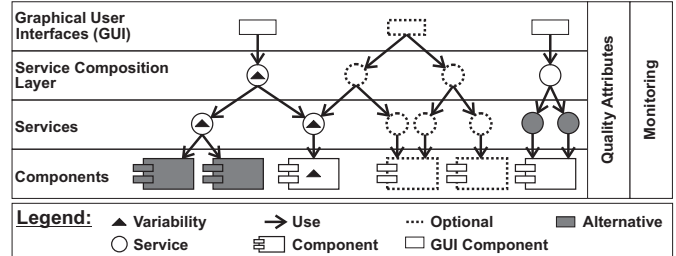 Graphical User
Interfaces (GUI)
Service Composition
Layer
Services
Components
Quality Attributes
Monitoring
Legend:
Variability
Use
Optional
Alternative
Service
Component
GUI Component